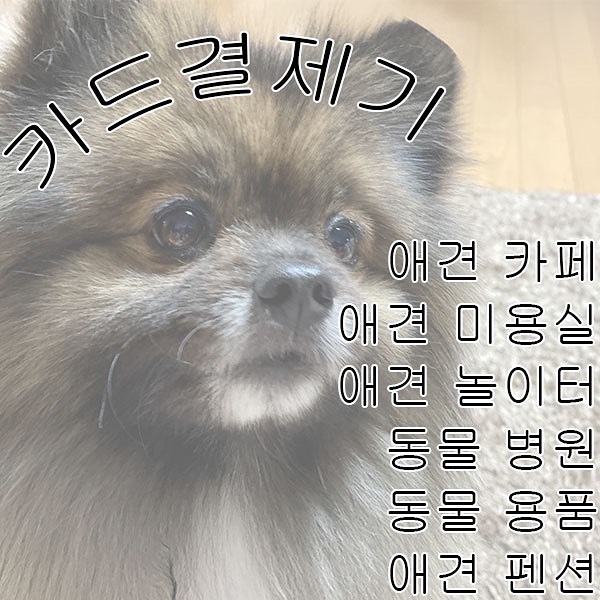 카드결제기
애견 카페
애견 미용실
애견 놀이터
동물 병원
동물 용품
애견 펜션